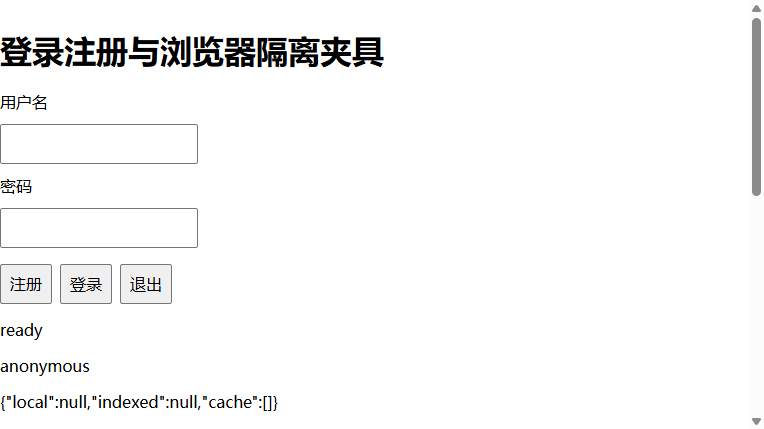 登录注册与浏览器隔离夹具
用户名
密码
注册 登录 退出
ready
anonymous
{"local":null,"indexed":null,"cache":[]}